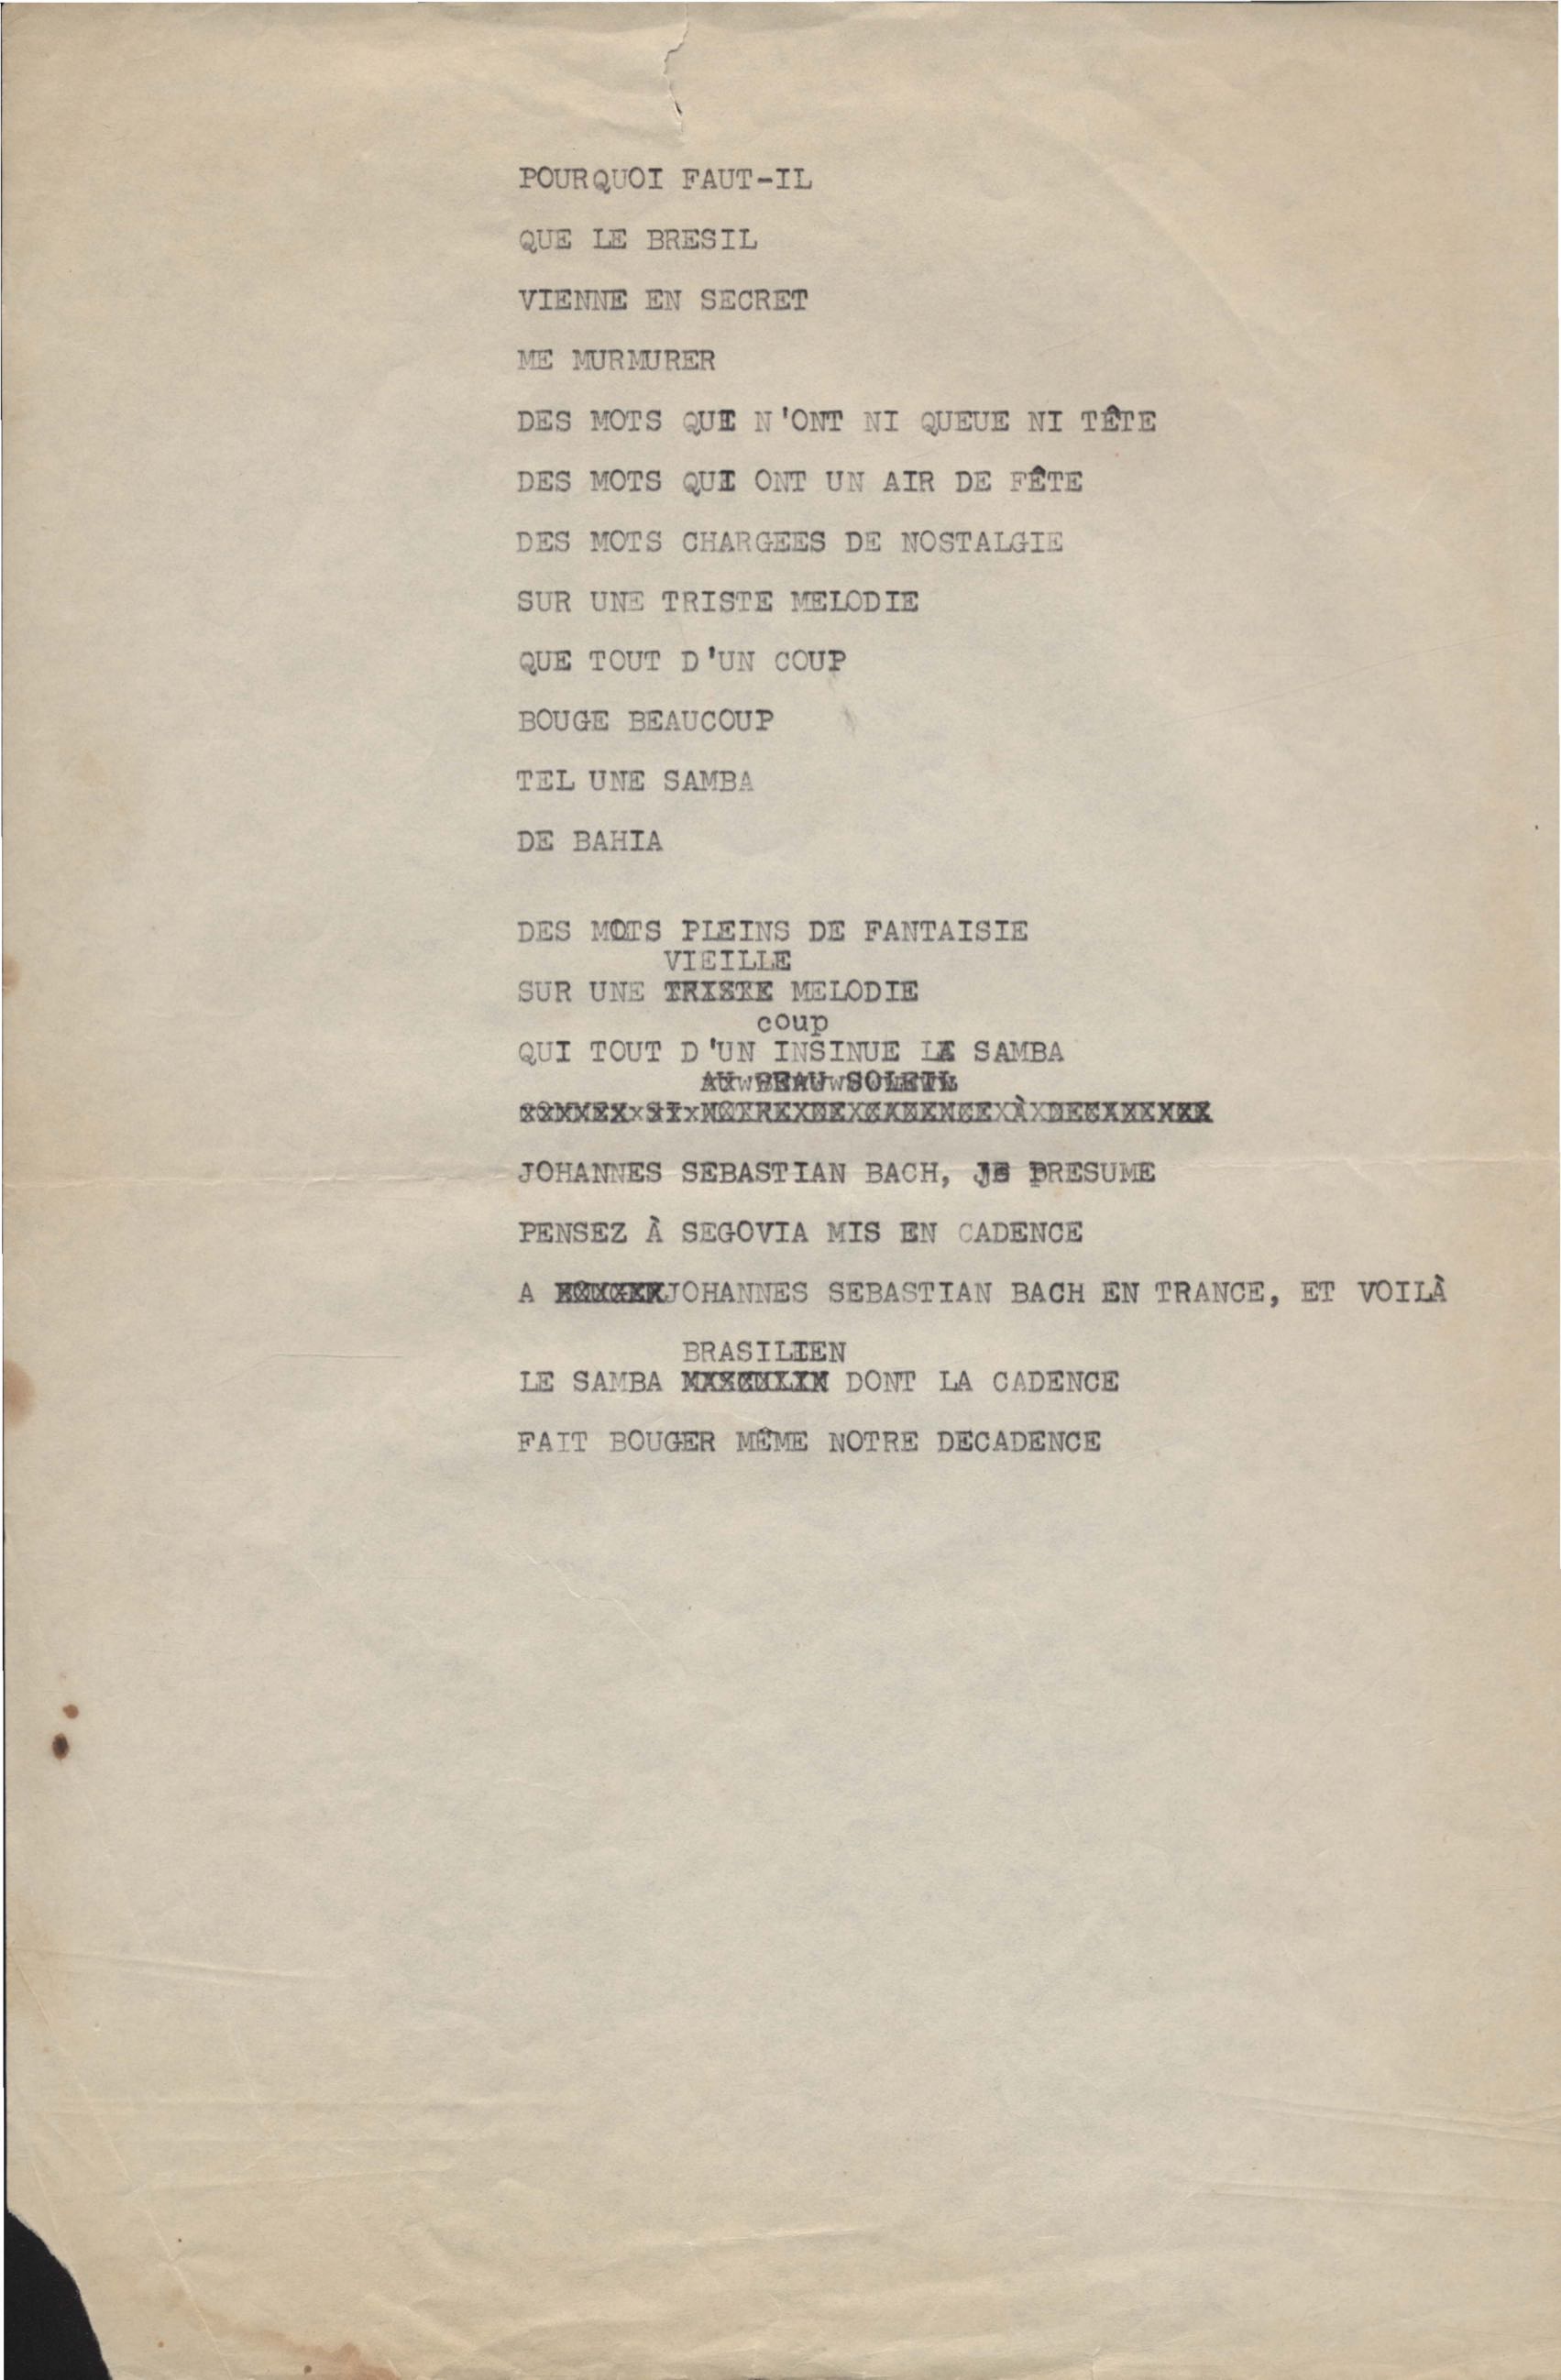 POURQUOI FAUT-IL
QUE LE BRESIL
VIENNE EN SECRET
ME MURMURER
DES MOTS QUI N'ONT NI QUEUE NI TÊTE
DES MOTS QUI ONT UN AIR DE FÊTE
DES MOTS CHARGEES DE NOSTALGIE
SUR UNE TRISTE MELODIE
QUE TOUT D'UN COUP
BOUGE BEAUCOUP
TEL UNE SAMBA
DE BAHIA
DES MOTS PLEINS DE FANTAISIE
VIEILLE
SUR UNE TRISTE MELODIE
coup
QUI TOUT D'UN INSINUE LE SAMBA
AU BEAU SOLEIL
JOHANNES SEBASTIAN BACH, JE PRESUME
PENSEZ À SEGOVIA MIS EN CADENCE
A JOHANNES SEBASTIAN BACH EN TRANCE, ET VOILÀ
BRASILIEN
LE SAMBA DONT LA CADENCE
FAIT BOUGER MÊME NOTRE DECADENCE